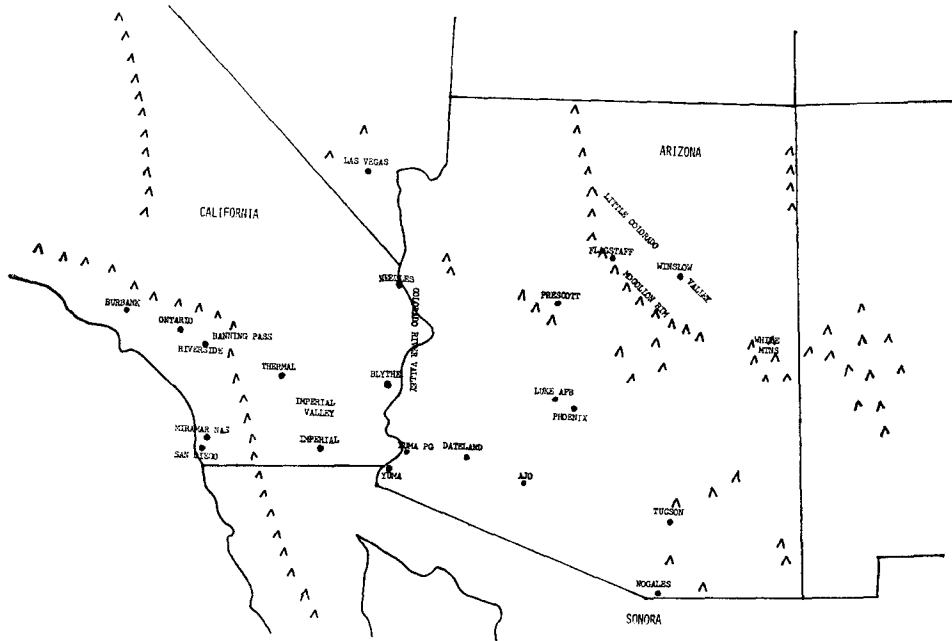 ARIZONA
LAS VEGAS
CALIFORNIA
LITTLE COLORADO
VALLEY
FLAGSTAFF
WINSLOW
MOGOLLON RIM
NEEDLES
COLORADO RIVER VALLEY
PRESCOTT
BURBANK
ONTARIO
BANNING PASS
RIVERSIDE
WHITE
MTNS
THERMAL
BLYTHE
LUKE AFB
PHOENIX
IMPERIAL
VALLEY
MIRAMAR NAS
SAN DIEGO
IMPERIAL
YUMA PG
DATELAND
YUMA
AJO
TUCSON
NOGALES
SONORA